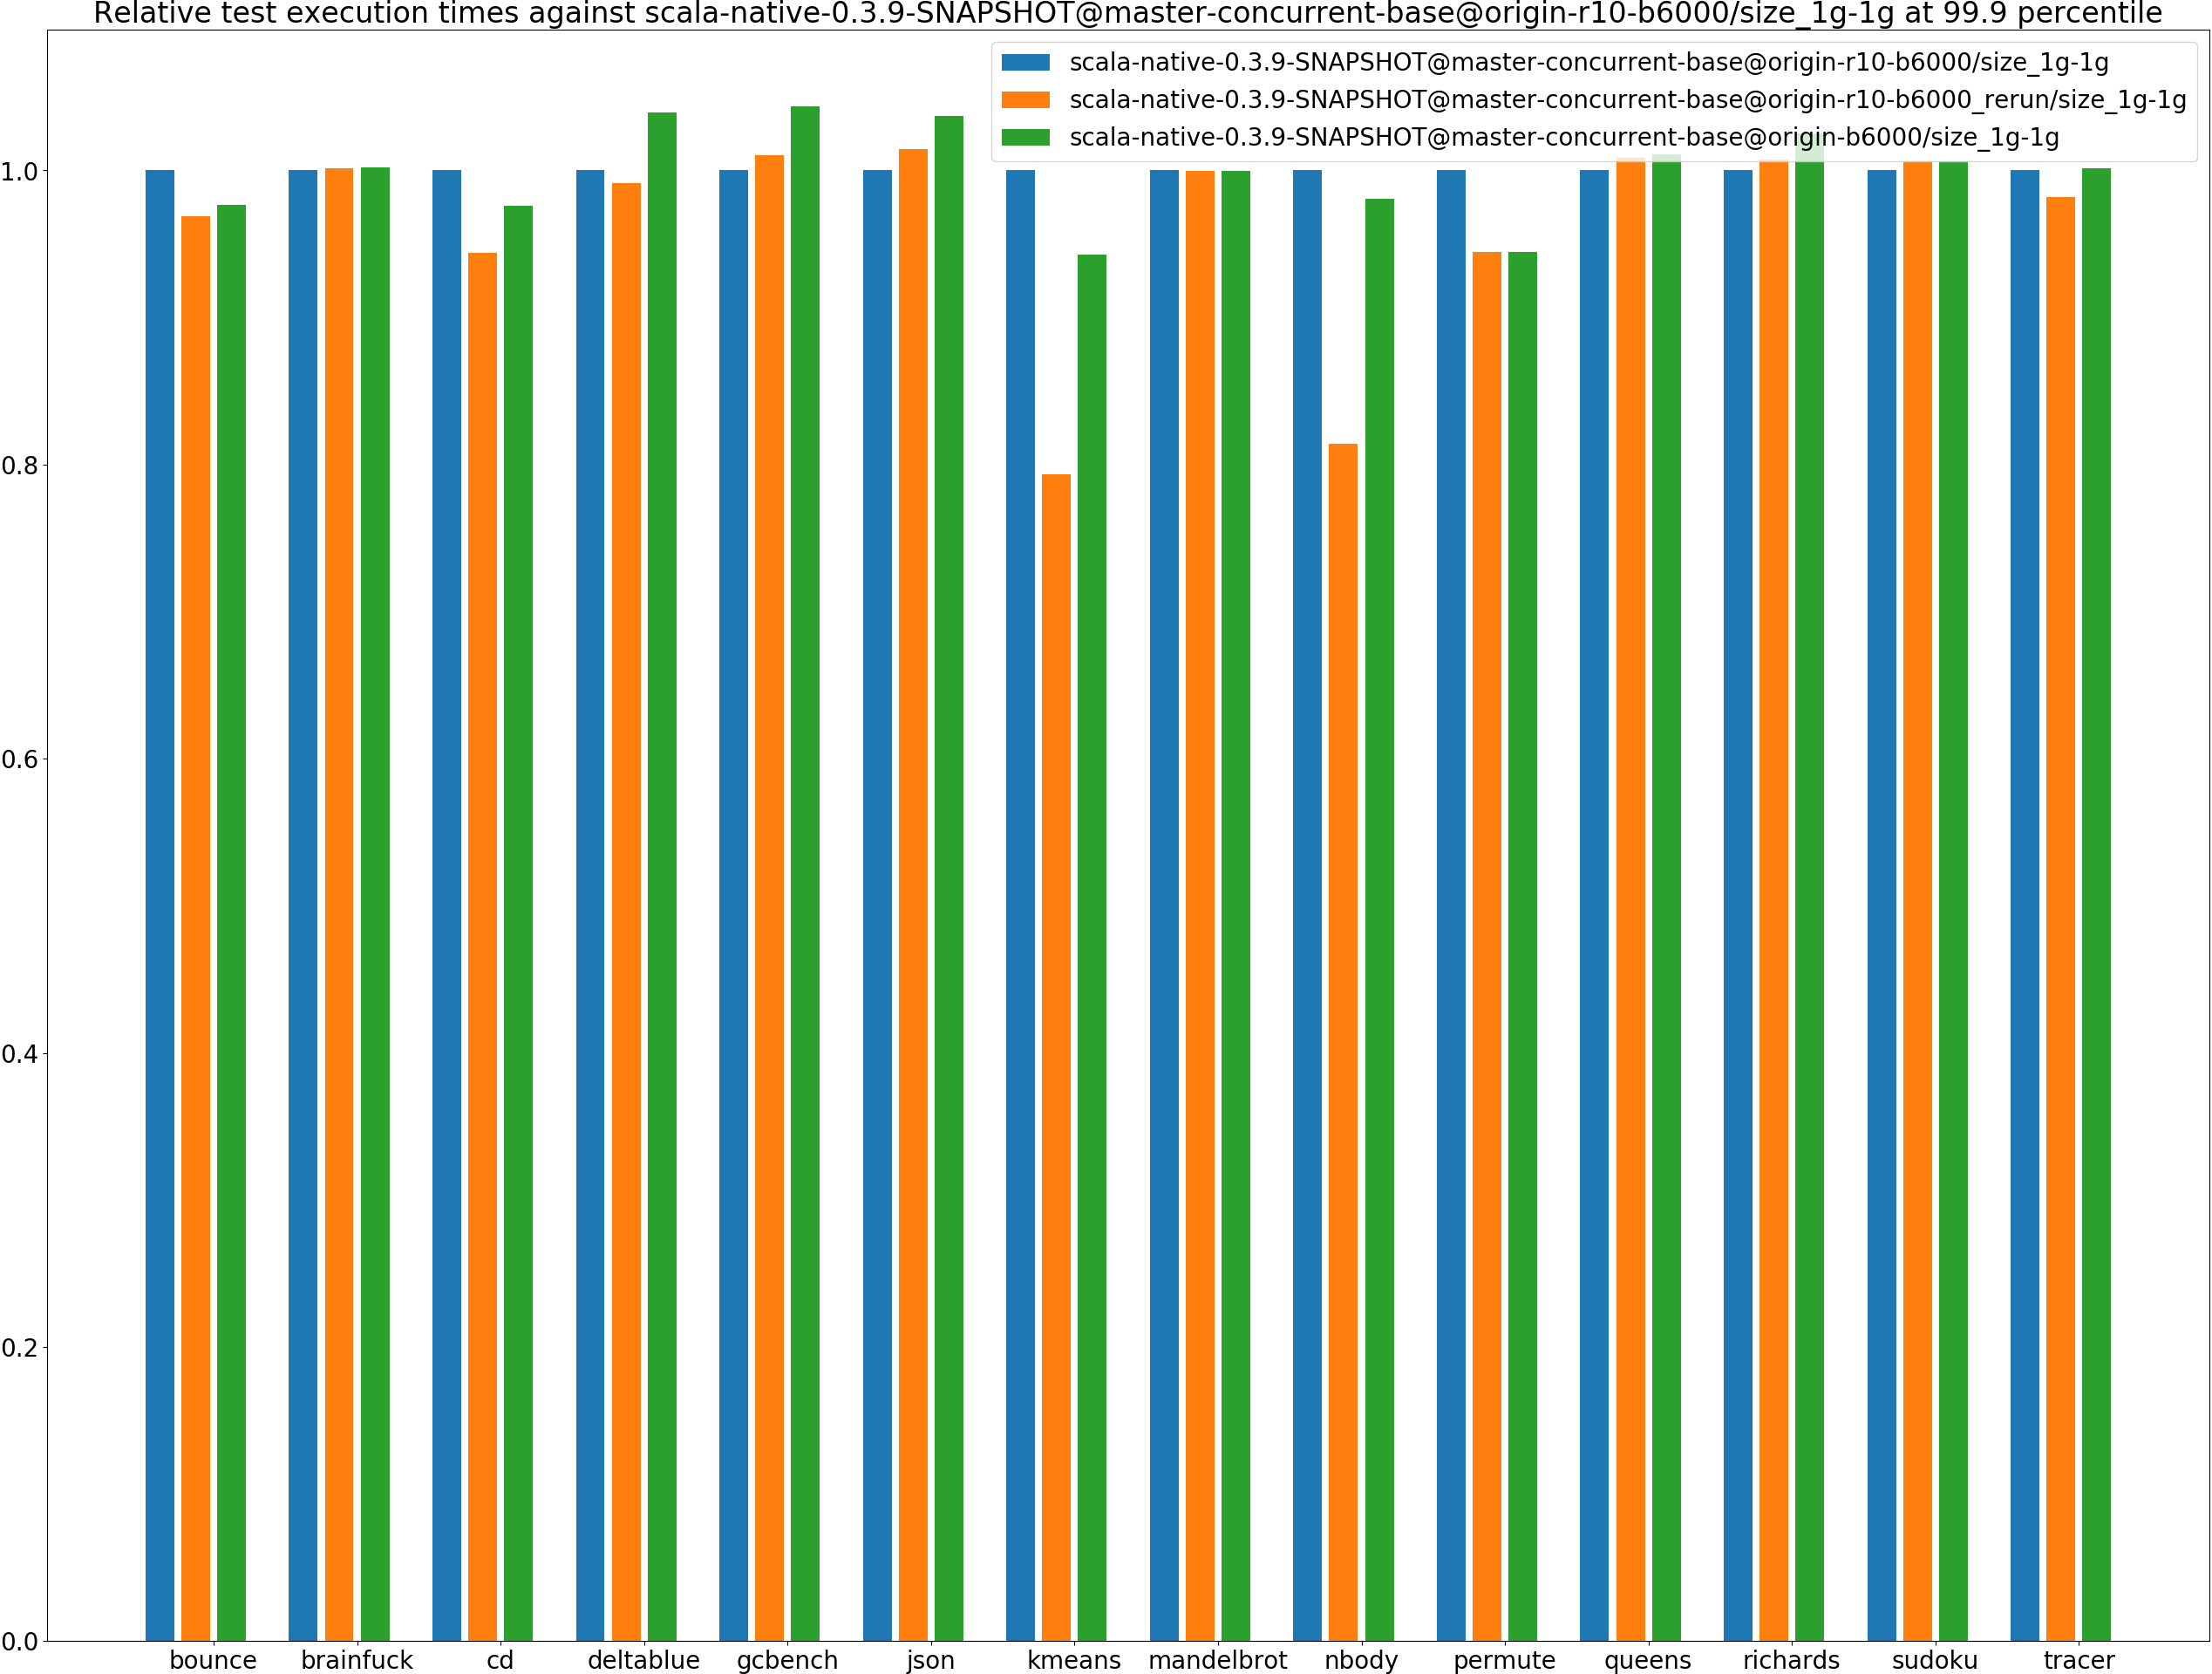 Relative test execution times against scala-native-0.3.9-SNAPSHOT@master-concurrent-base@origin-r10-b6000/size_1g-1g at 99.9 percentile
scala-native-0.3.9-SNAPSHOT@master-concurrent-base@origin-r10-b6000/size_1g-1g
scala-native-0.3.9-SNAPSHOT@master-concurrent-base@origin-r10-b6000_rerun/size_1g-1g
scala-native-0.3.9-SNAPSHOT@master-concurrent-base@origin-b6000/size_1g-1g
1.0
0.8
0.6
0.4
0.2
0.0
bounce brainfuck cd deltablue gcbench json kmeans mandelbrot nbody permute queens richards sudoku tracer